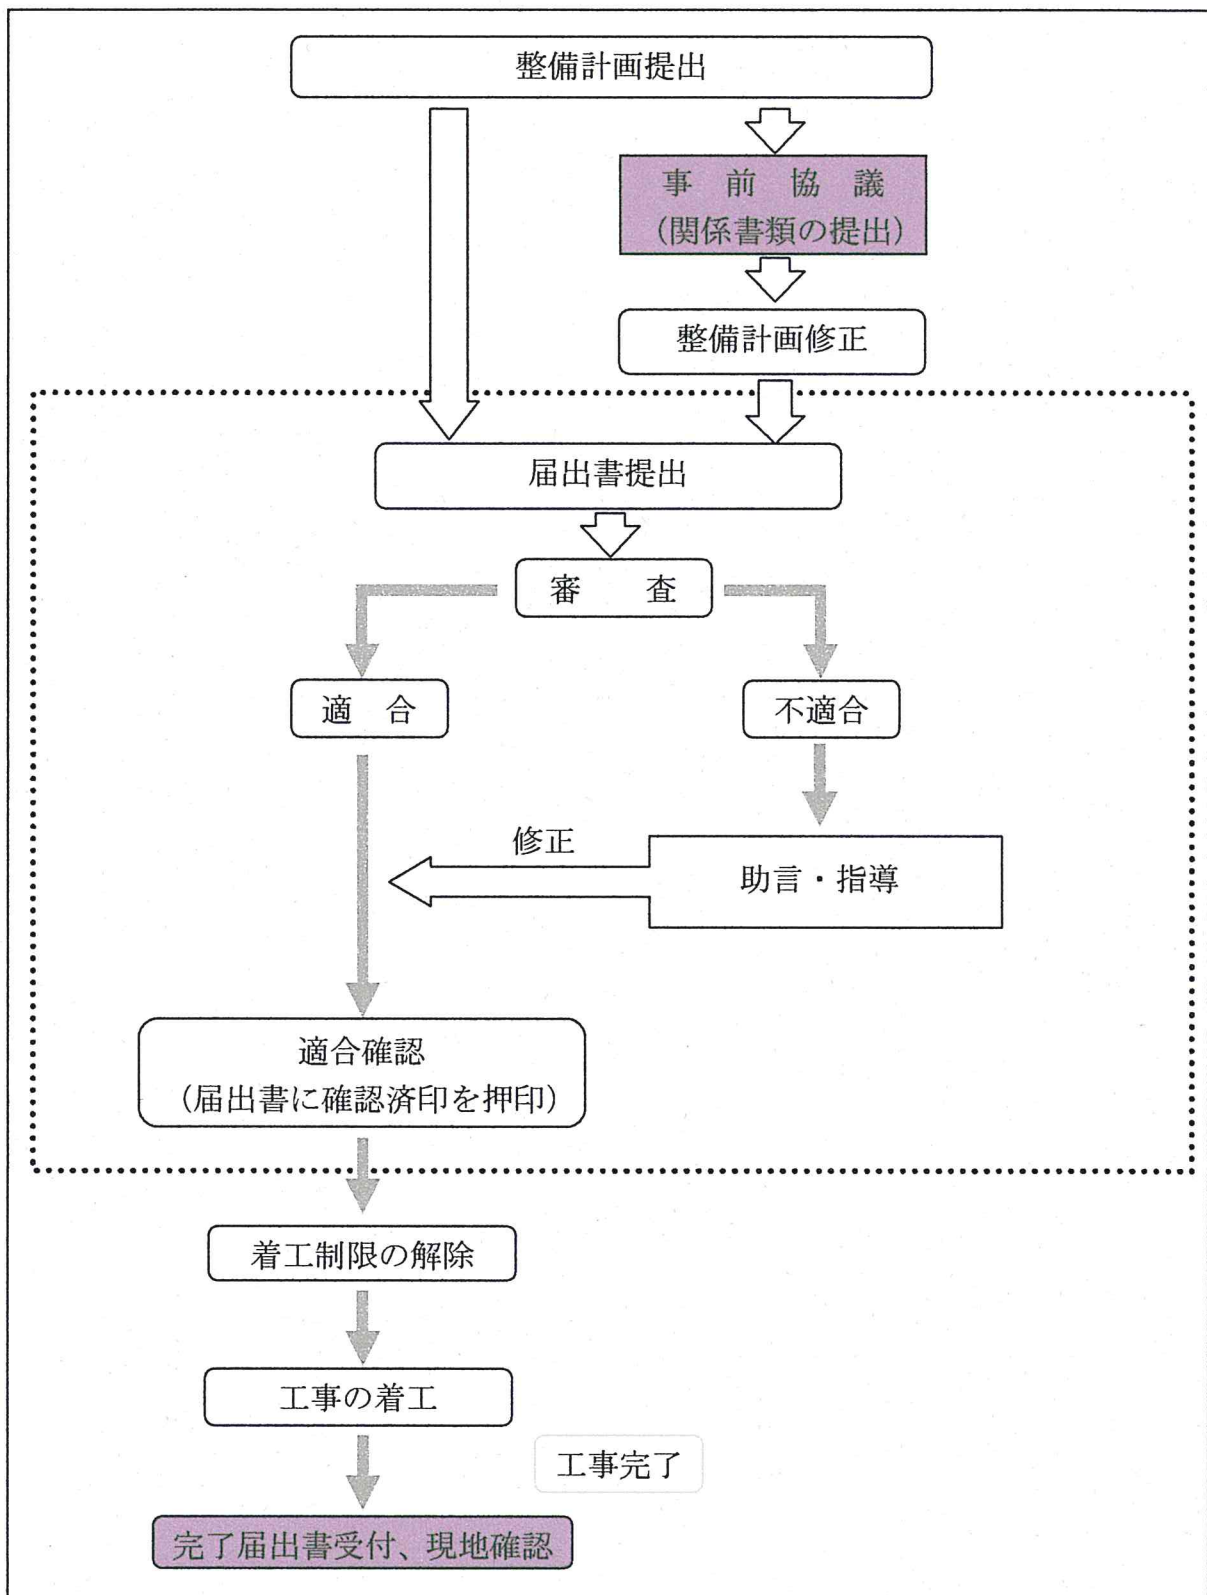 整備計画提出
事　前　協　議
（関係書類の提出）
整備計画修正
届出書提出
審　　査
適　合
不適合
修正
助言・指導
適合確認
（届出書に確認済印を押印）
着工制限の解除
工事の着工
工事完了
完了届出書受付、現地確認